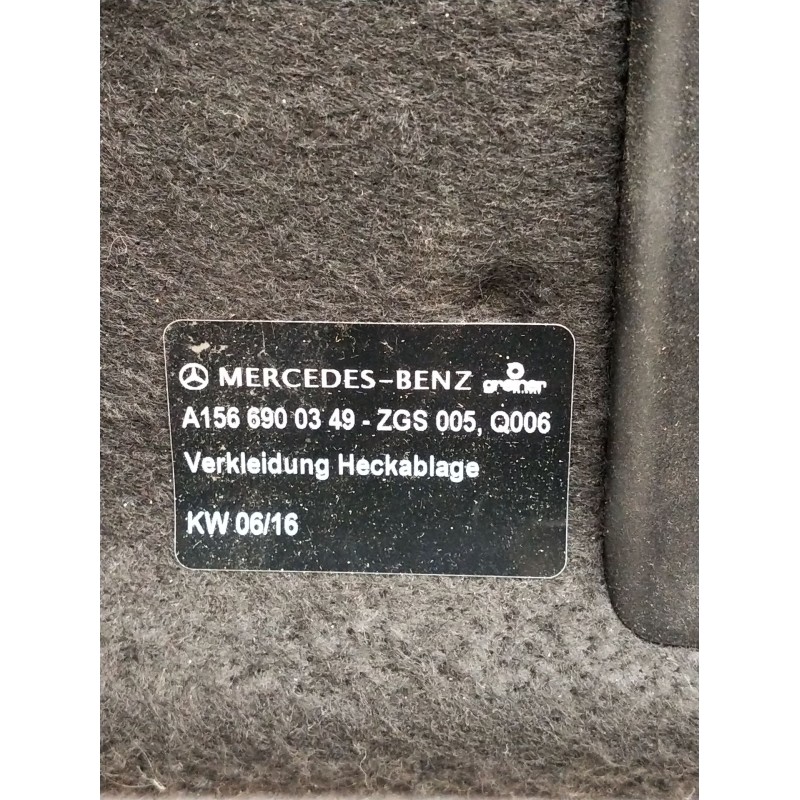 MERCEDES-BENZ greiner
A156 690 03 49 - ZGS 005, Q006
Verkleidung Heckablage
KW 06/16